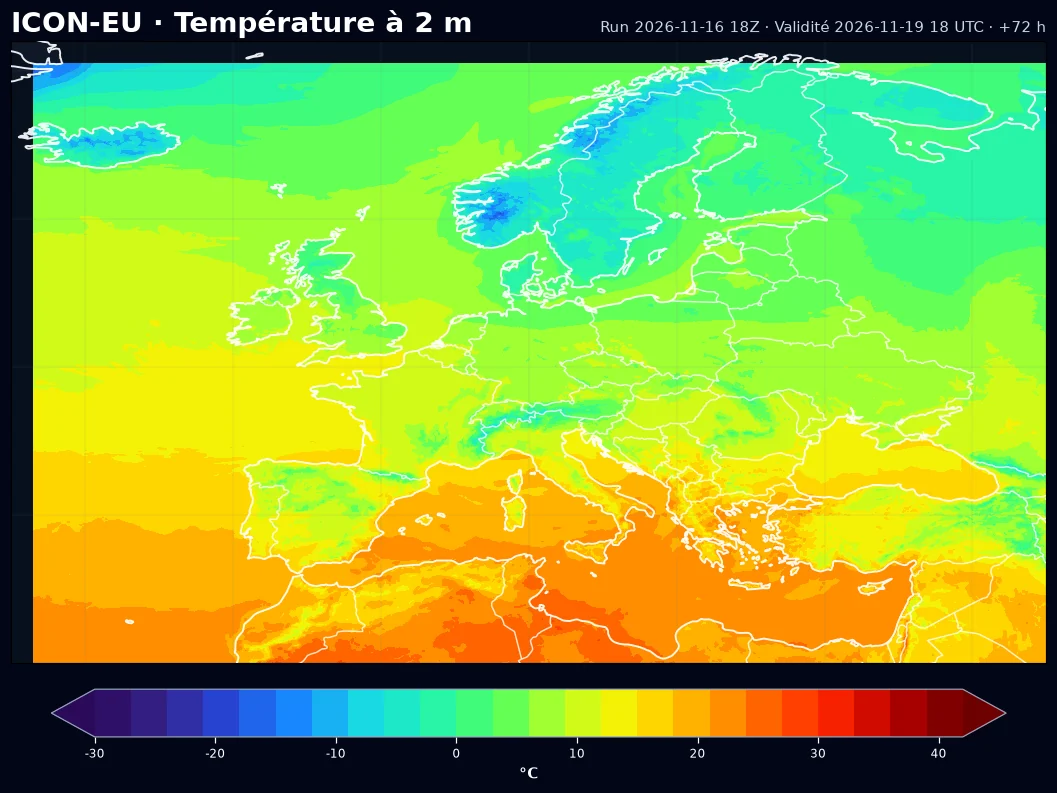 ICON-EU · Température à 2 m
Run 2026-11-16 18Z · Validité 2026-11-19 18 UTC · +72 h
-30 -20 -10 0 10 20 30 40
°C